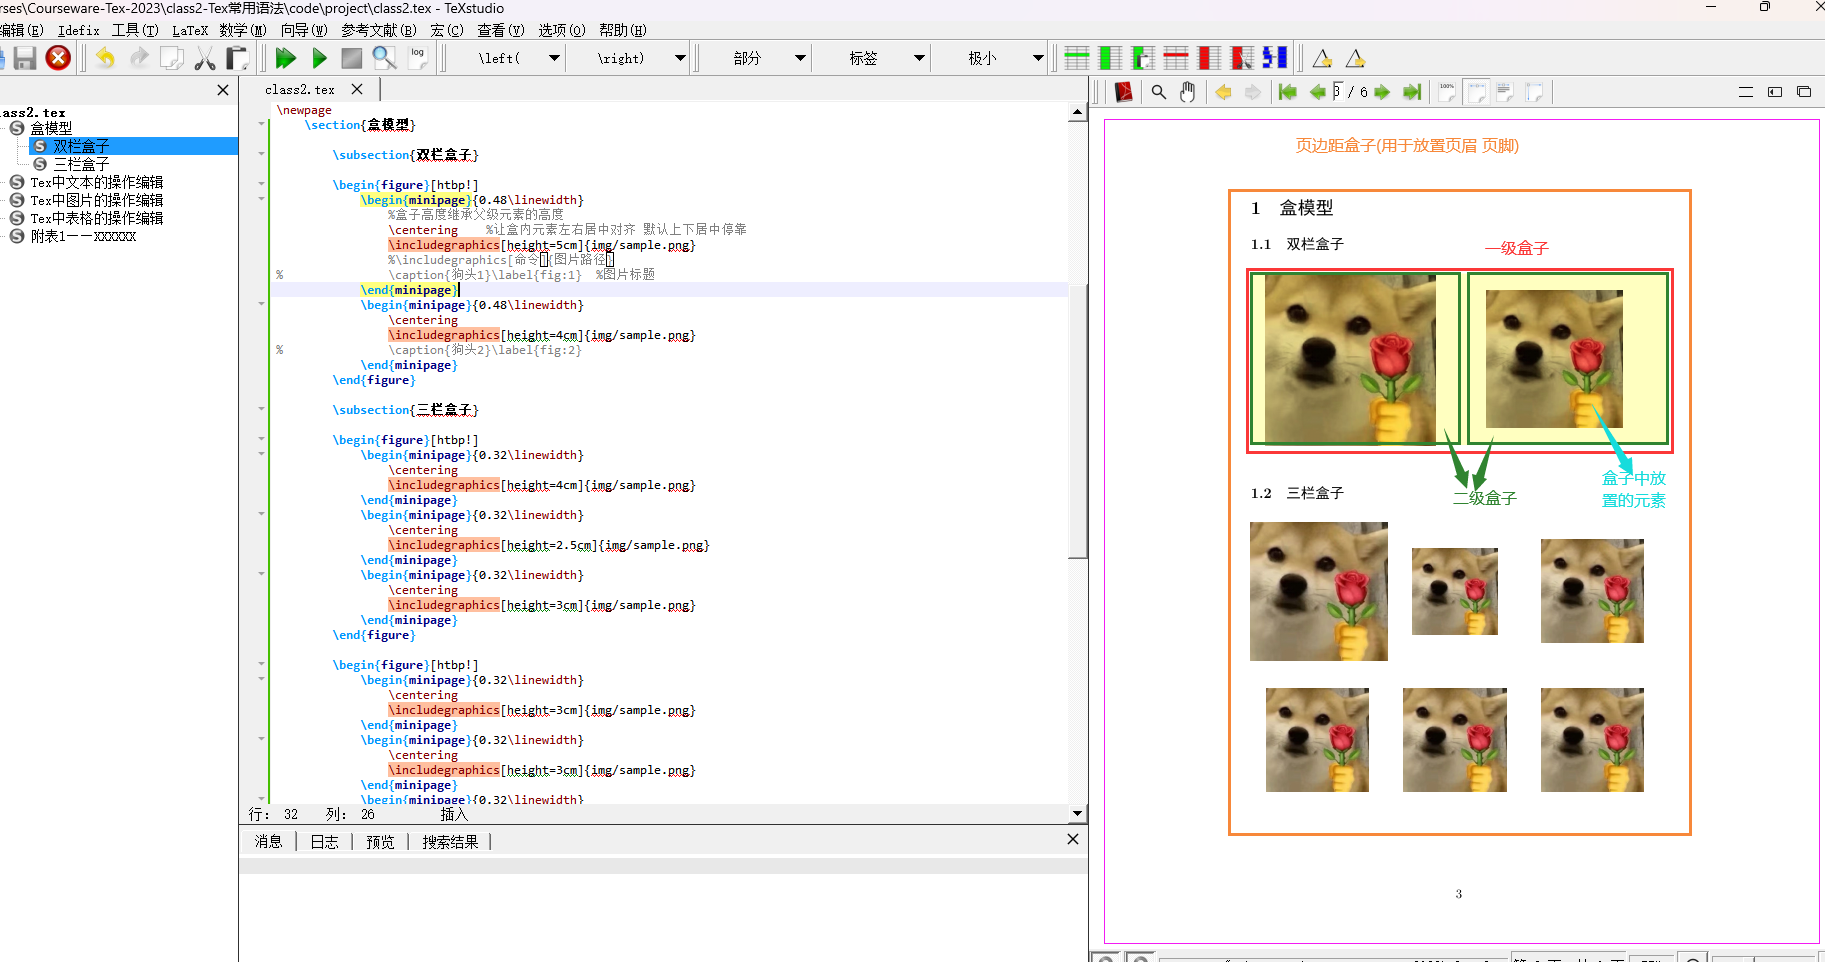 rses\Courseware-Tex-2023\class2-Tex常用语法\code\project\class2.tex - TeXstudio
编辑(E) Idefix 工具(T) LaTeX 数学(M) 向导(W) 参考文献(B) 宏(C) 查看(V) 选项(O) 帮助(H)
log \left( \right) 部分 标签 极小
class2.tex
3 / 6 100%
ass2.tex
盒模型
双栏盒子
三栏盒子
Tex中文本的操作编辑
Tex中图片的操作编辑
Tex中表格的操作编辑
附表1——XXXXXX
\newpage
\section{盒模型}
\subsection{双栏盒子}
\begin{figure}[htbp!]
\begin{minipage}{0.48\linewidth}
%盒子高度继承父级元素的高度
\centering %让盒内元素左右居中对齐 默认上下居中停靠
\includegraphics[height=5cm]{img/sample.png}
%\includegraphics[命令]{图片路径}
% \caption{狗头1}\label{fig:1} %图片标题
\end{minipage}
\begin{minipage}{0.48\linewidth}
\centering
\includegraphics[height=4cm]{img/sample.png}
% \caption{狗头2}\label{fig:2}
\end{minipage}
\end{figure}
\subsection{三栏盒子}
\begin{figure}[htbp!]
\begin{minipage}{0.32\linewidth}
\centering
\includegraphics[height=4cm]{img/sample.png}
\end{minipage}
\begin{minipage}{0.32\linewidth}
\centering
\includegraphics[height=2.5cm]{img/sample.png}
\end{minipage}
\begin{minipage}{0.32\linewidth}
\centering
\includegraphics[height=3cm]{img/sample.png}
\end{minipage}
\end{figure}
\begin{figure}[htbp!]
\begin{minipage}{0.32\linewidth}
\centering
\includegraphics[height=3cm]{img/sample.png}
\end{minipage}
\begin{minipage}{0.32\linewidth}
\centering
\includegraphics[height=3cm]{img/sample.png}
\end{minipage}
\begin{minipage}{0.32\linewidth}
行: 32 列: 26 插入
消息 日志 预览 搜索结果
页边距盒子(用于放置页眉 页脚)
1 盒模型
1.1 双栏盒子
一级盒子
盒子中放
置的元素
二级盒子
1.2 三栏盒子
3